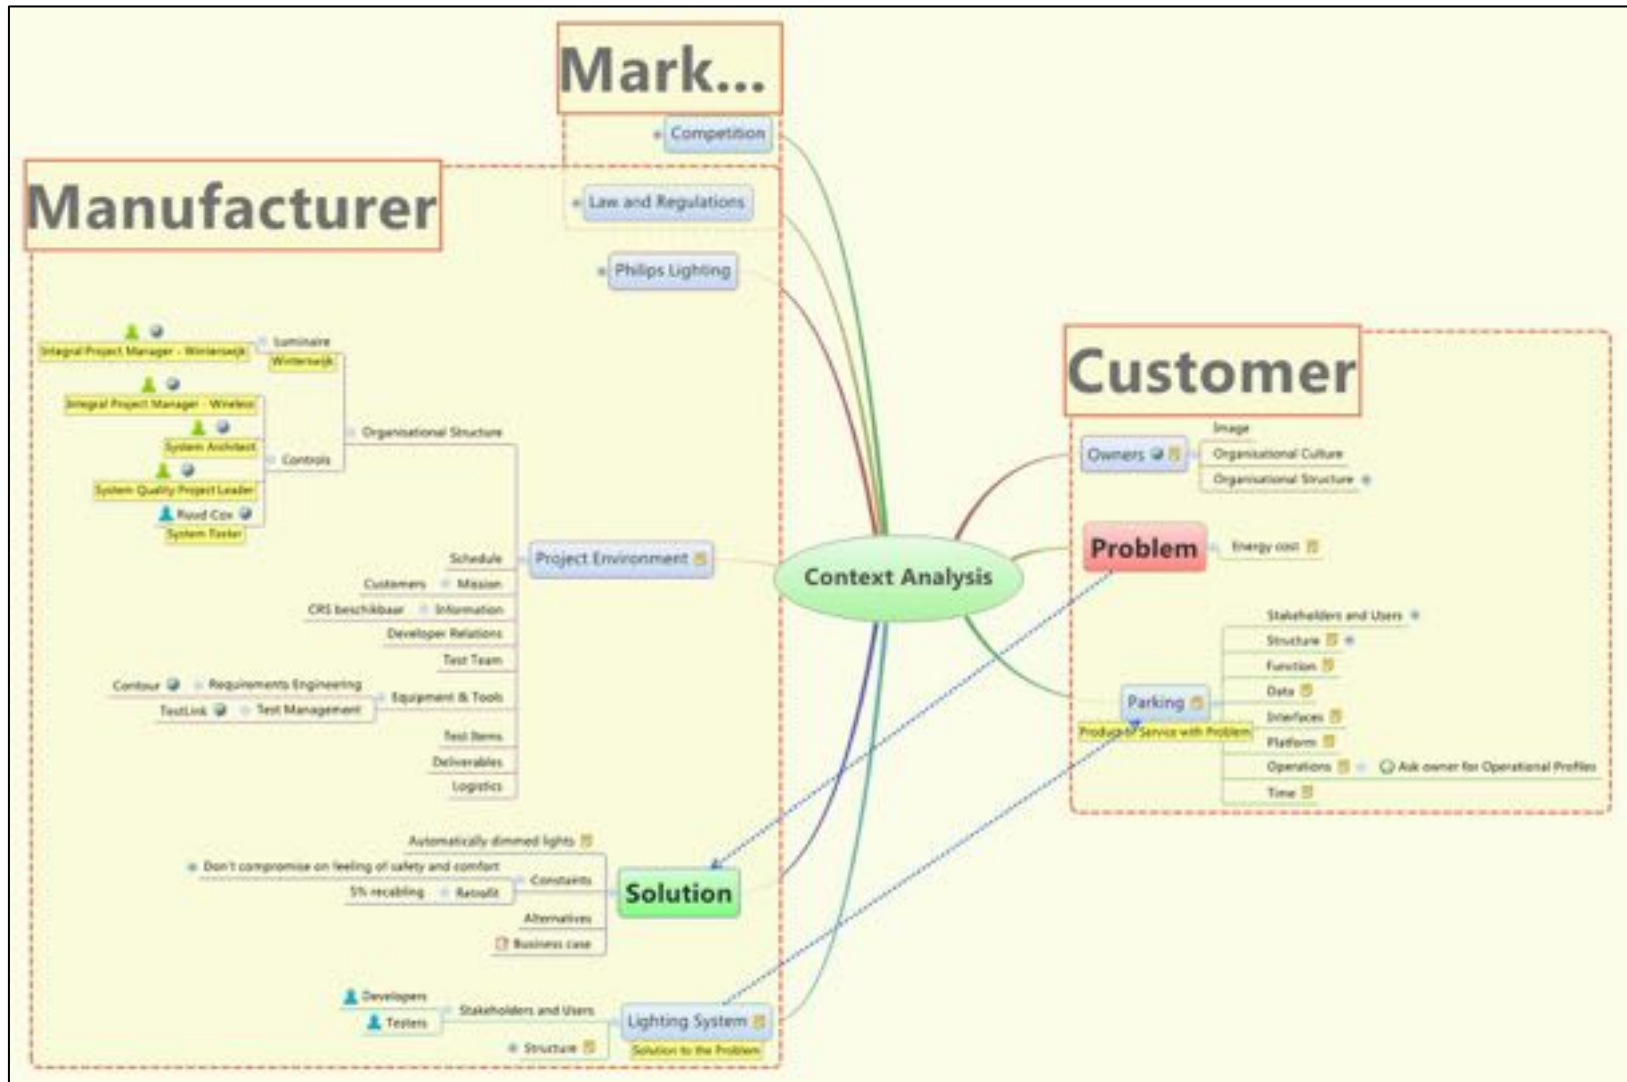 Mark...
Competition
Manufacturer
Law and Regulations
Philips Lighting
Luminaire
Winterswijk
Integral Project Manager - Winterswijk
Integral Project Manager - Wireless
System Architect
Controls
System Quality Project Leader
Ruud Cox
System Tester
Organisational Structure
Project Environment
Schedule
Customers
Mission
CRS beschikbaar
Information
Developer Relations
Test Team
Contour
Requirements Engineering
TestLink
Test Management
Equipment & Tools
Test Items
Deliverables
Logistics
Automatically dimmed lights
Don't compromise on feeling of safety and comfort
Constaints
5% recabling
Retrofit
Solution
Alternatives
Business case
Developers
Testers
Stakeholders and Users
Lighting System
Structure
Solution to the Problem
Context Analysis
Customer
Owners
Image
Organisational Culture
Organisational Structure
Problem
Energy cost
Parking
Product or Service with Problem
Stakeholders and Users
Structure
Function
Data
Interfaces
Platform
Operations
Ask owner for Operational Profiles
Time